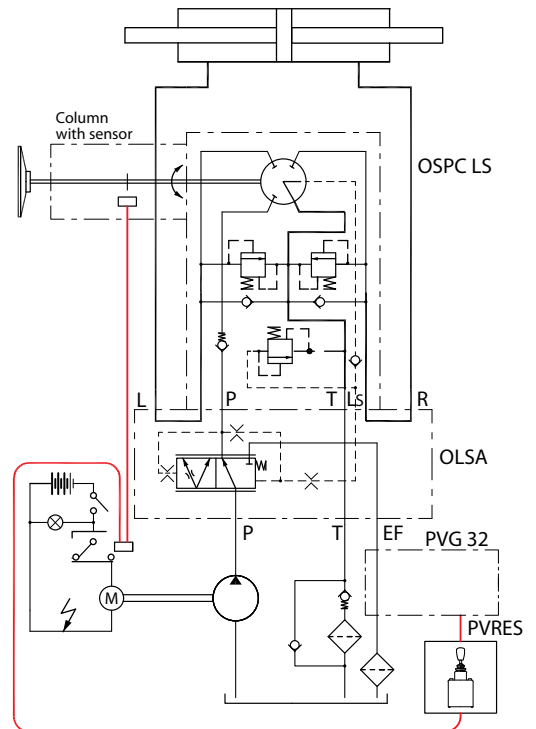 Column
with sensor
OSPC LS
L
P
T
Ls
R
OLSA
P
T
EF
PVG 32
M
PVRES